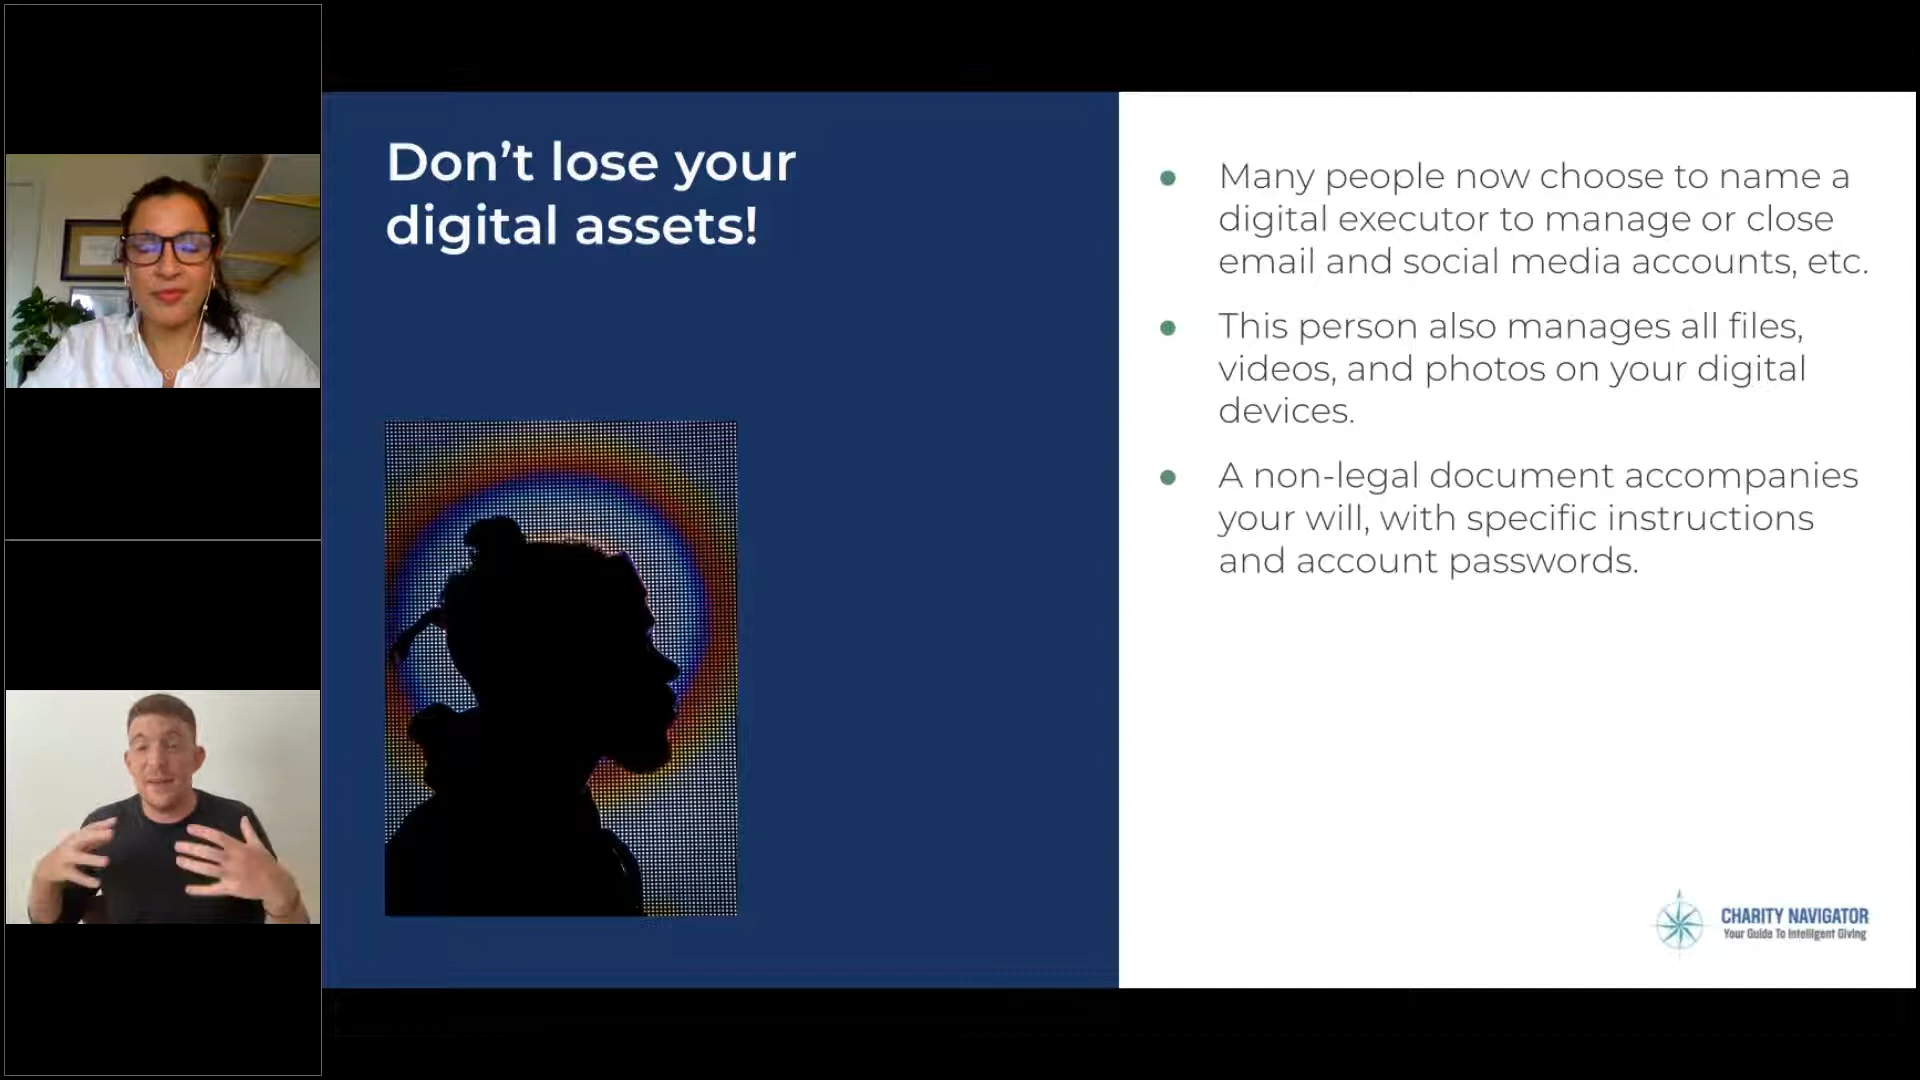 Don’t lose your
digital assets!
Many people now choose to name a
digital executor to manage or close
email and social media accounts, etc.
This person also manages all files,
videos, and photos on your digital
devices.
A non-legal document accompanies
your will, with specific instructions
and account passwords.
CHARITY NAVIGATOR
Your Guide To Intelligent Giving